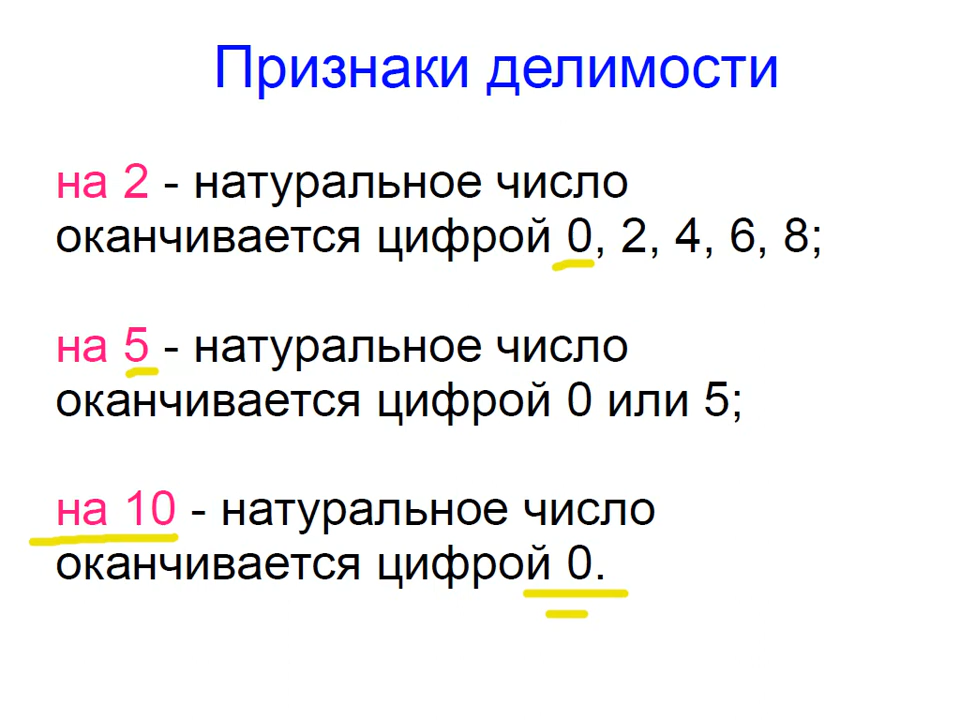 Признаки делимости
на 2 - натуральное число
оканчивается цифрой 0, 2, 4, 6, 8;
на 5 - натуральное число
оканчивается цифрой 0 или 5;
на 10 - натуральное число
оканчивается цифрой 0.